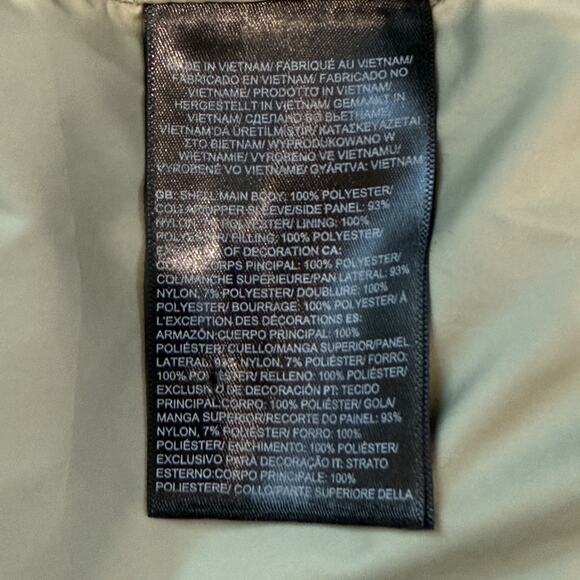 MADE IN VIETNAM/ FABRIQUÉ AU VIETNAM/
FABRICADO EN VIETNAM/ FABRICADO NO
VIETNAME/ PRODOTTO IN VIETNAM/
HERGESTELLT IN VIETNAM/ GEMAAKT IN
VIETNAM/ СДЕЛАНО ВО ВЬЕТНАМЕ/
VIETNAM'DA ÜRETILMIŞTIR/ ΚΑΤΑΣΚΕΥΑΖΕΤΑΙ
ΣΤΟ ΒΙΕΤΝΑΜ/ WYPRODUKOWANO W
WIETNAMIE/ VYROBENO VE VIETNAMU/
VYROBENÉ VO VIETNAME/ GYÁRTVA: VIETNAM
GB: SHELL MAIN BODY: 100% POLYESTER/
COLLAR/UPPER SLEEVE/SIDE PANEL: 93%
NYLON, 7% POLYESTER/ LINING: 100%
POLYESTER/ FILLING: 100% POLYESTER/
OF DECORATION CA:
CORPS PINCIPAL: 100% POLYESTER/
COL/MANCHE SUPÉRIEURE/PAN LATÉRAL: 93%
NYLON, 7% POLYESTER/ DOUBLURE: 100%
POLYESTER/ BOURRAGE: 100% POLYESTER/ À
L'EXCEPTION DES DÉCORATIONS ES:
ARMAZÓN:CUERPO PRINCIPAL: 100%
POLIÉSTER/ CUELLO/MANGA SUPERIOR/PANEL
LATERAL: 93% NYLON, 7% POLIÉSTER/ FORRO:
100% POLIÉSTER/ RELLENO: 100% POLIÉSTER/
EXCLUSIVO DE DECORACIÓN PT: TECIDO
PRINCIPAL:CORPO: 100% POLIÉSTER/ GOLA/
MANGA SUPERIOR/RECORTE DO PAINEL: 93%
NYLON, 7% POLIÉSTER/ FORRO: 100%
POLIÉSTER/ ENCHIMENTO: 100% POLIÉSTER/
EXCLUSIVO PARA DECORAÇÃO IT: STRATO
ESTERNO:CORPO PRINCIPALE: 100%
POLIESTERE/ COLLO/PARTE SUPERIORE DELLA